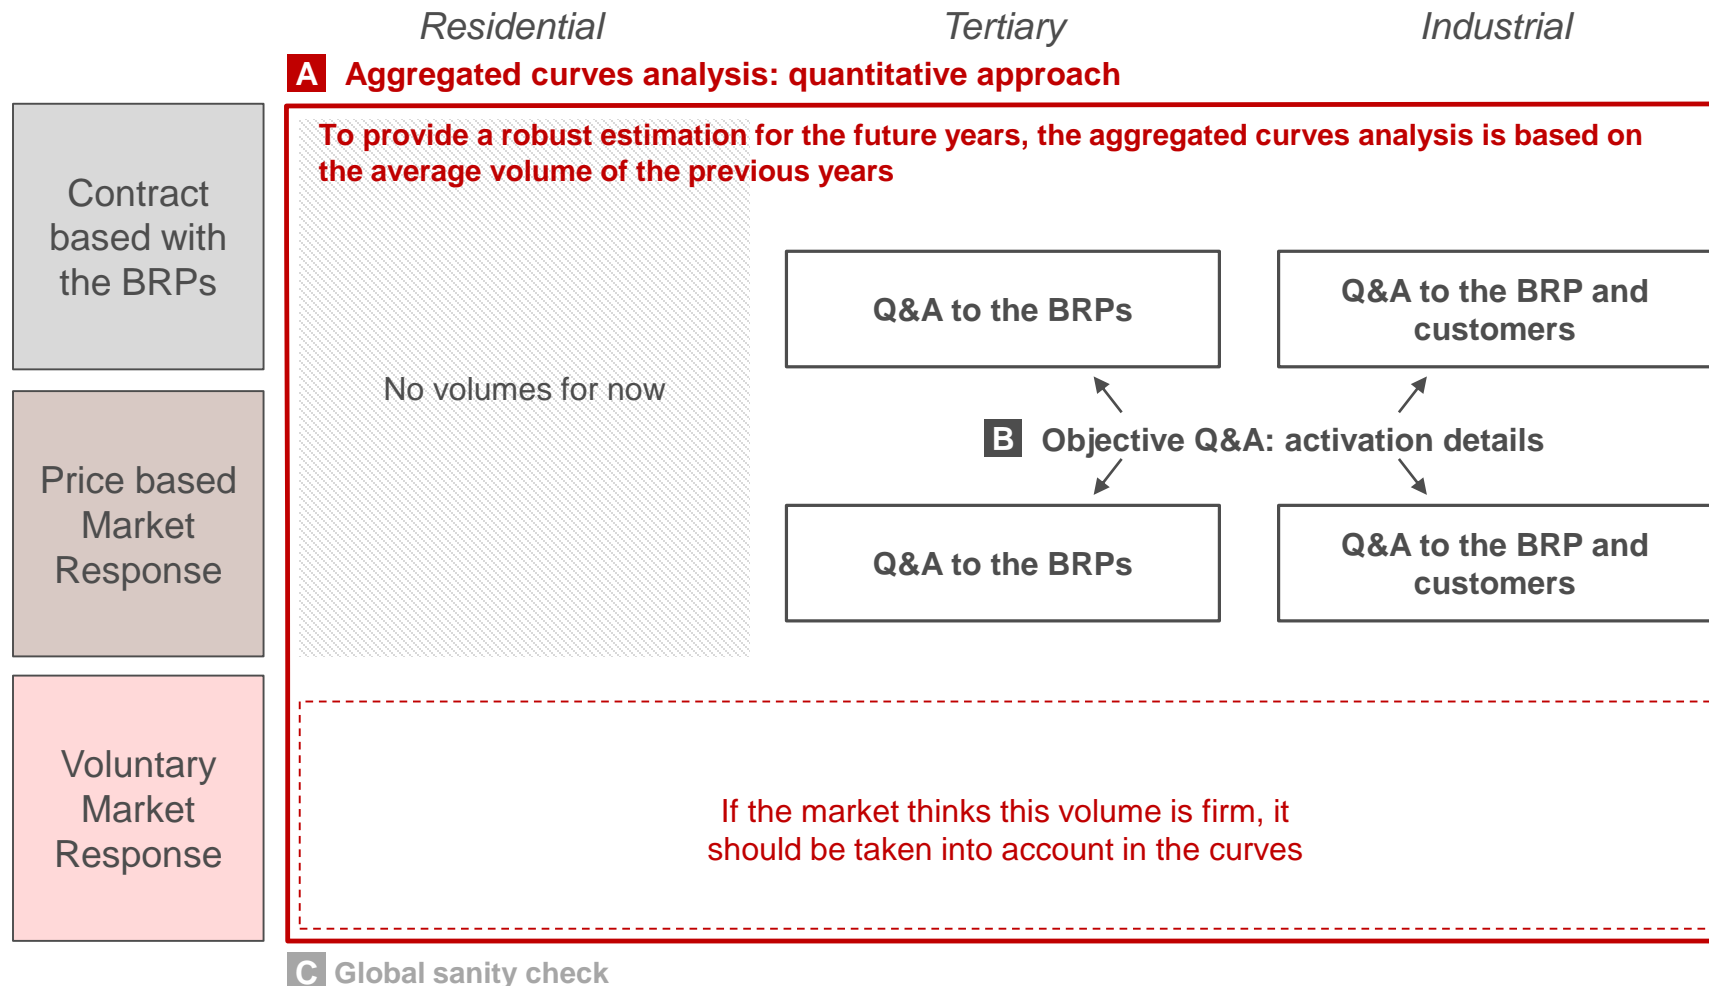 Residential
Tertiary
Industrial
A Aggregated curves analysis: quantitative approach
To provide a robust estimation for the future years, the aggregated curves analysis is based on
the average volume of the previous years
Contract
based with
the BRPs
Q&A to the BRPs
Q&A to the BRP and
customers
No volumes for now
B Objective Q&A: activation details
Price based
Market
Response
Q&A to the BRPs
Q&A to the BRP and
customers
Voluntary
Market
Response
If the market thinks this volume is firm, it
should be taken into account in the curves
C Global sanity check